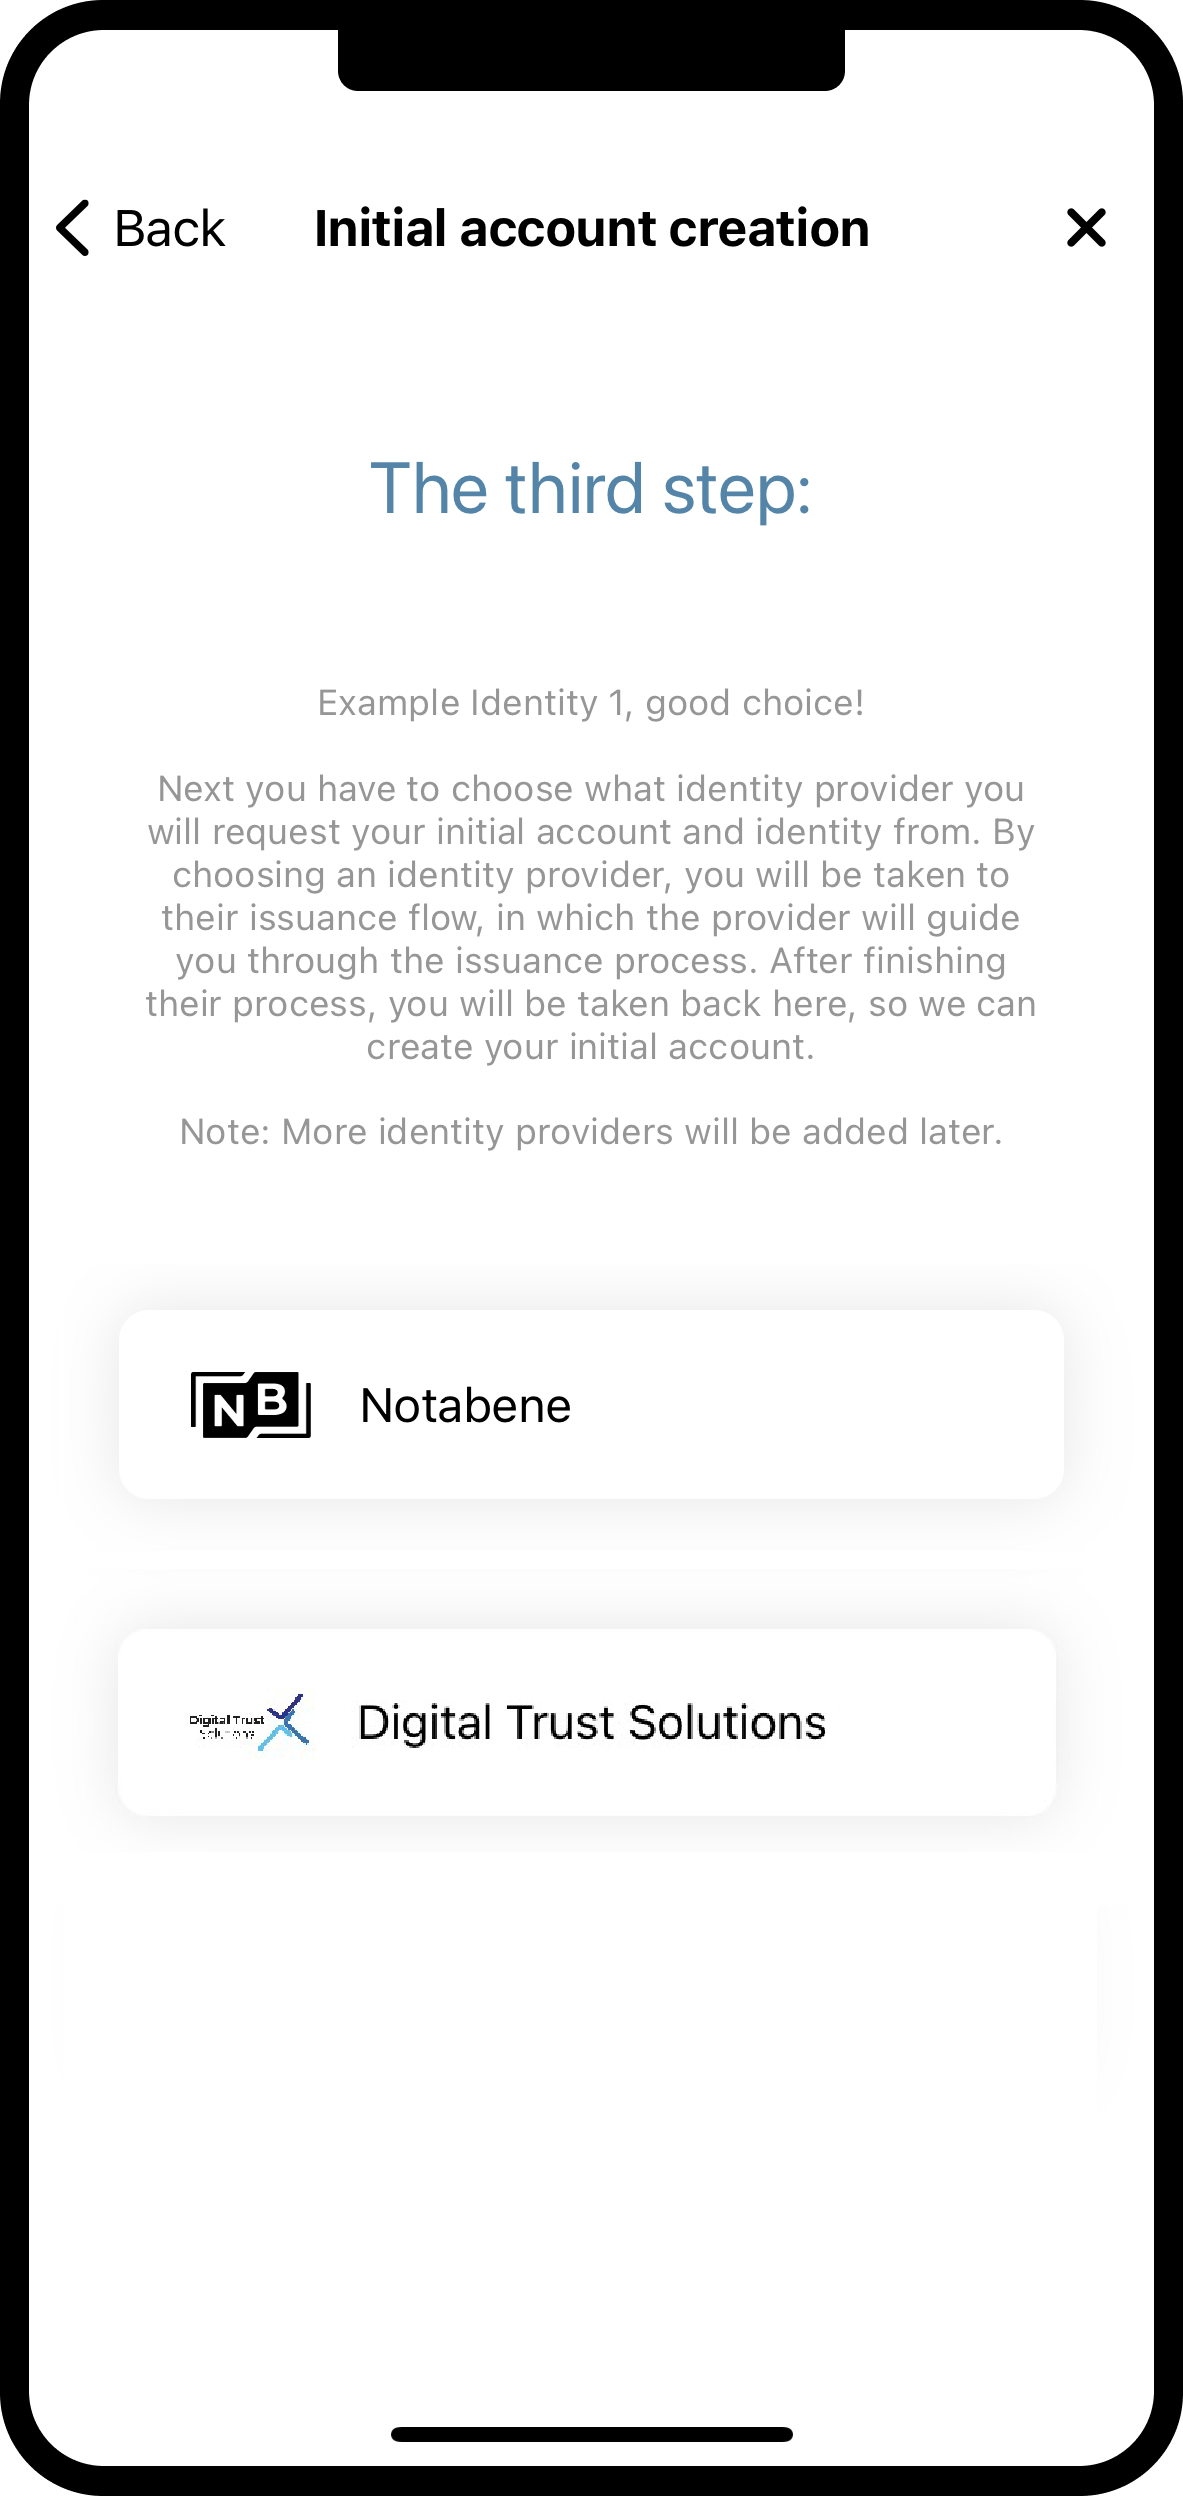 Back
Initial account creation
The third step:
Example Identity 1, good choice!
Next you have to choose what identity provider you
will request your initial account and identity from. By
choosing an identity provider, you will be taken to
their issuance flow, in which the provider will guide
you through the issuance process. After finishing
their process, you will be taken back here, so we can
create your initial account.
Note: More identity providers will be added later.
NB
Notabene
Digital Trust
Solutions
Digital Trust Solutions